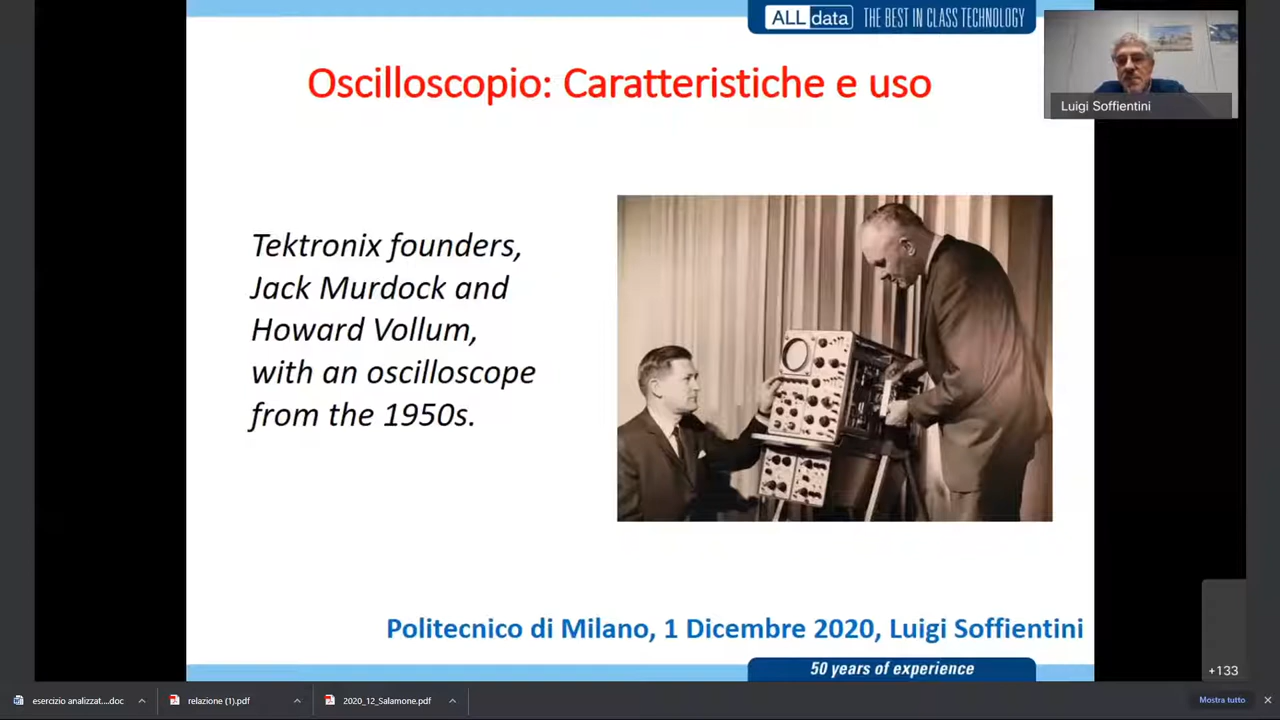 ALLdata THE BEST IN CLASS TECHNOLOGY
Oscilloscopio: Caratteristiche e uso
Luigi Soffientini
Tektronix founders,
Jack Murdock and
Howard Vollum,
with an oscilloscope
from the 1950s.
Politecnico di Milano, 1 Dicembre 2020, Luigi Soffientini
50 years of experience
+133
esercizio analizzat....doc
relazione (1).pdf
2020_12_Salamone.pdf
Mostra tutto